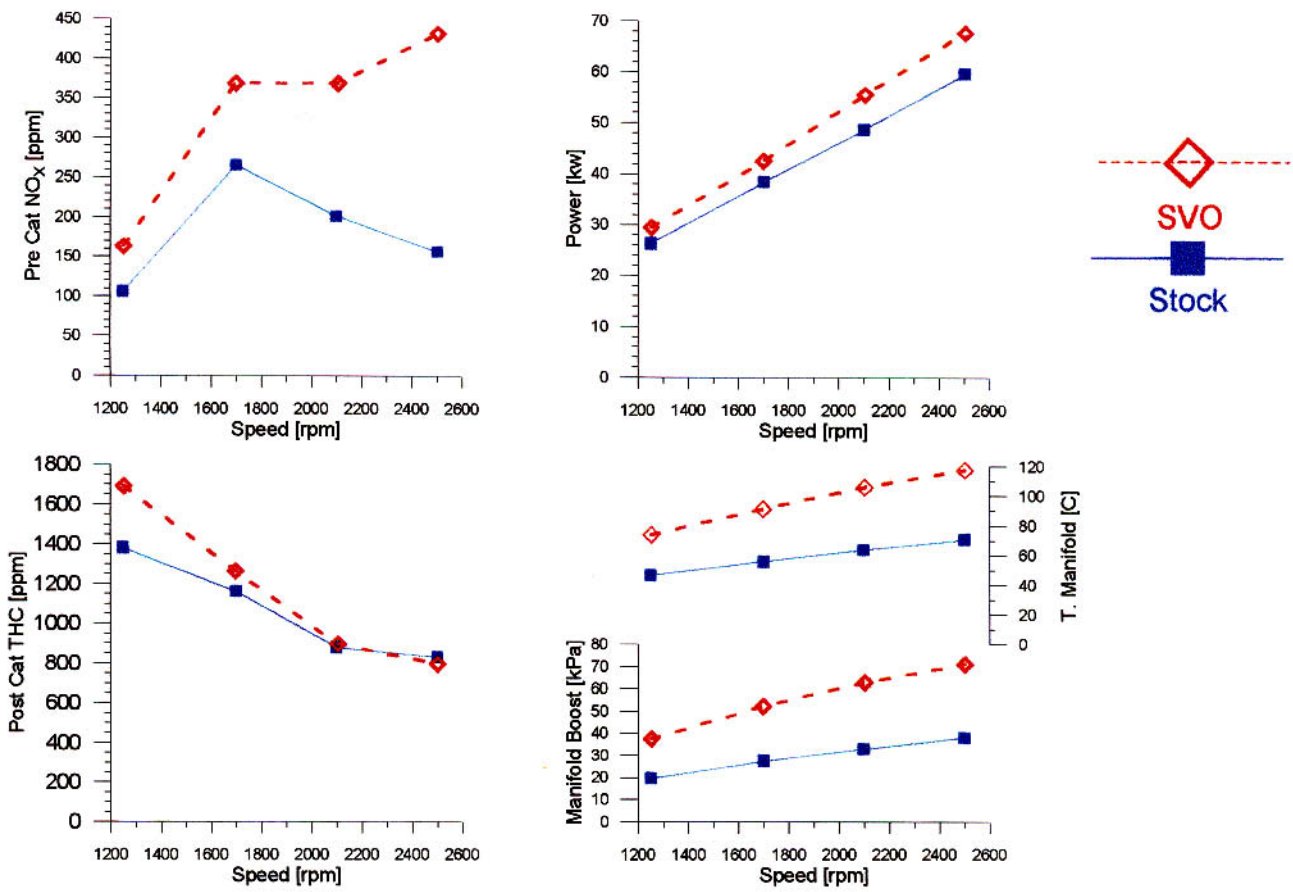 450
400
350
300
250
200
150
100
50
0
Pre Cat NOX [ppm]
1200 1400 1600 1800 2000 2200 2400 2600
Speed [rpm]
70
60
50
40
30
20
10
0
Power [kw]
1200 1400 1600 1800 2000 2200 2400 2600
Speed [rpm]
SVO
Stock
1800
1600
1400
1200
1000
800
600
400
200
0
Post Cat THC [ppm]
1200 1400 1600 1800 2000 2200 2400 2600
Speed [rpm]
120
100
80
60
40
20
0
T. Manifold [C]
80
70
60
50
40
30
20
10
0
Manifold Boost [kPa]
1200 1400 1600 1800 2000 2200 2400 2600
Speed [rpm]